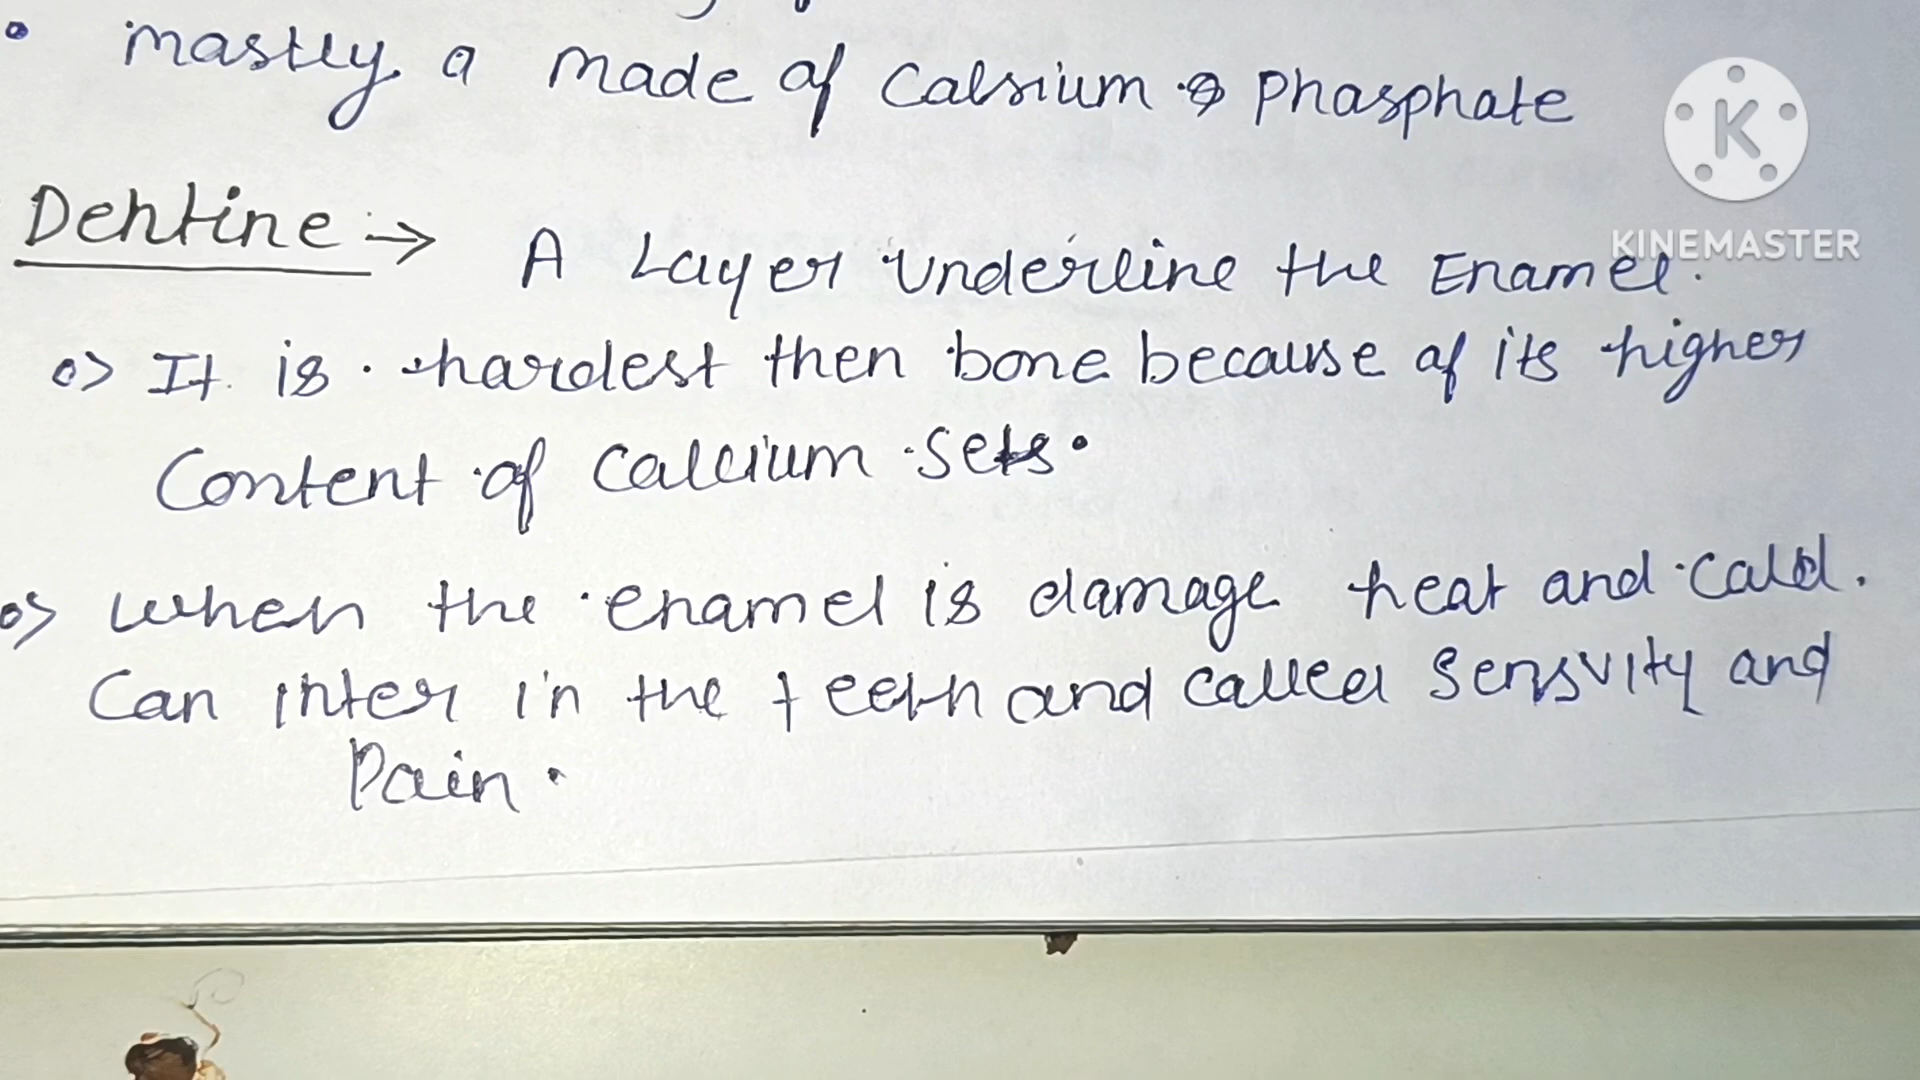 mastly a made of Calsium & phasphate
K
KINEMASTER
Dentine :→ A Layer underline the Enamel.
It is hardest then bone because of its higher
Content of Calcium sets.
when the enamel is damage heat and cald.
Can inter in the teeth and called sensvity and
Pain.